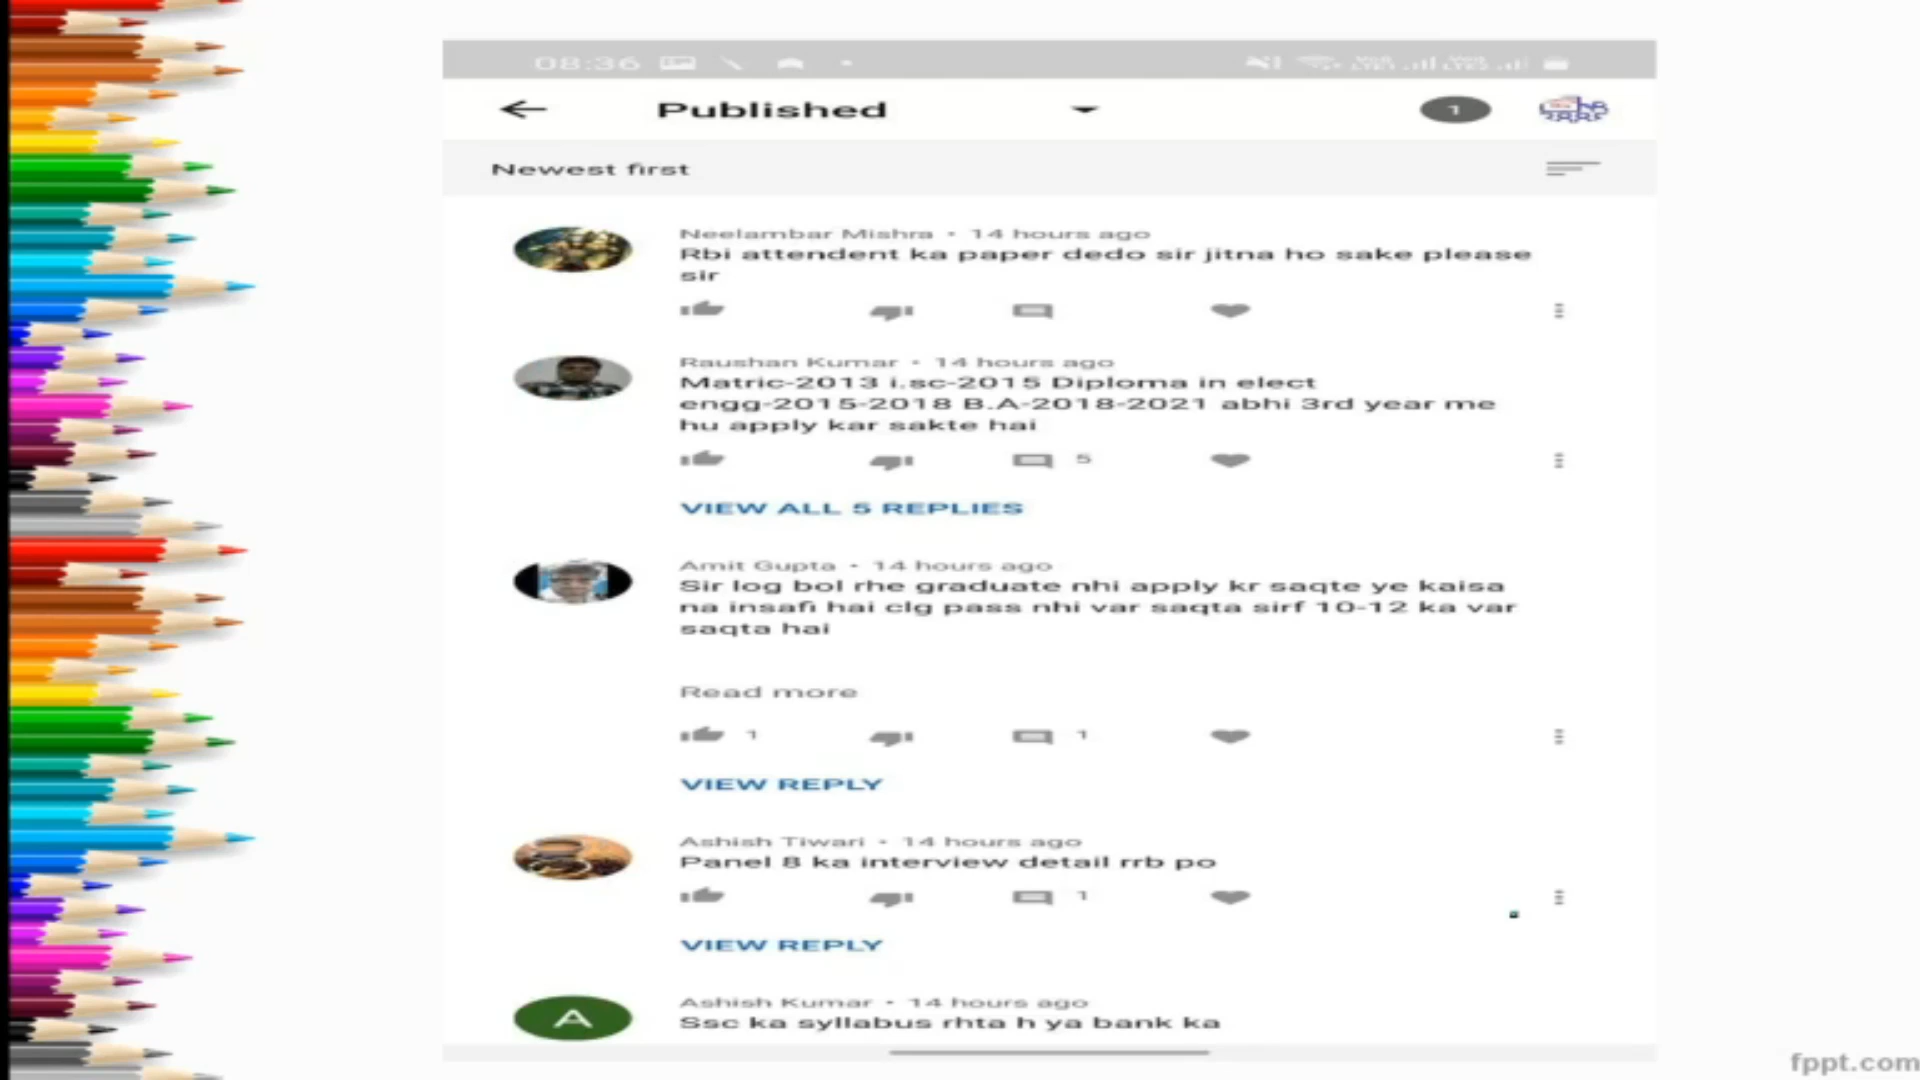 08:36
Published
1
Newest first
Neelambar Mishra • 14 hours ago
Rbi attendent ka paper dedo sir jitna ho sake please
sir
Raushan Kumar • 14 hours ago
Matric-2013 i.sc-2015 Diploma in elect
engg-2015-2018 B.A-2018-2021 abhi 3rd year me
hu apply kar sakte hai
5
VIEW ALL 5 REPLIES
Amit Gupta • 14 hours ago
Sir log bol rhe graduate nhi apply kr saqte ye kaisa
na insafi hai clg pass nhi var saqta sirf 10-12 ka var
saqta hai
Read more
1 1
VIEW REPLY
Ashish Tiwari • 14 hours ago
Panel 8 ka interview detail rrb po
1
VIEW REPLY
A
Ashish Kumar • 14 hours ago
Ssc ka syllabus rhta h ya bank ka
fppt.com